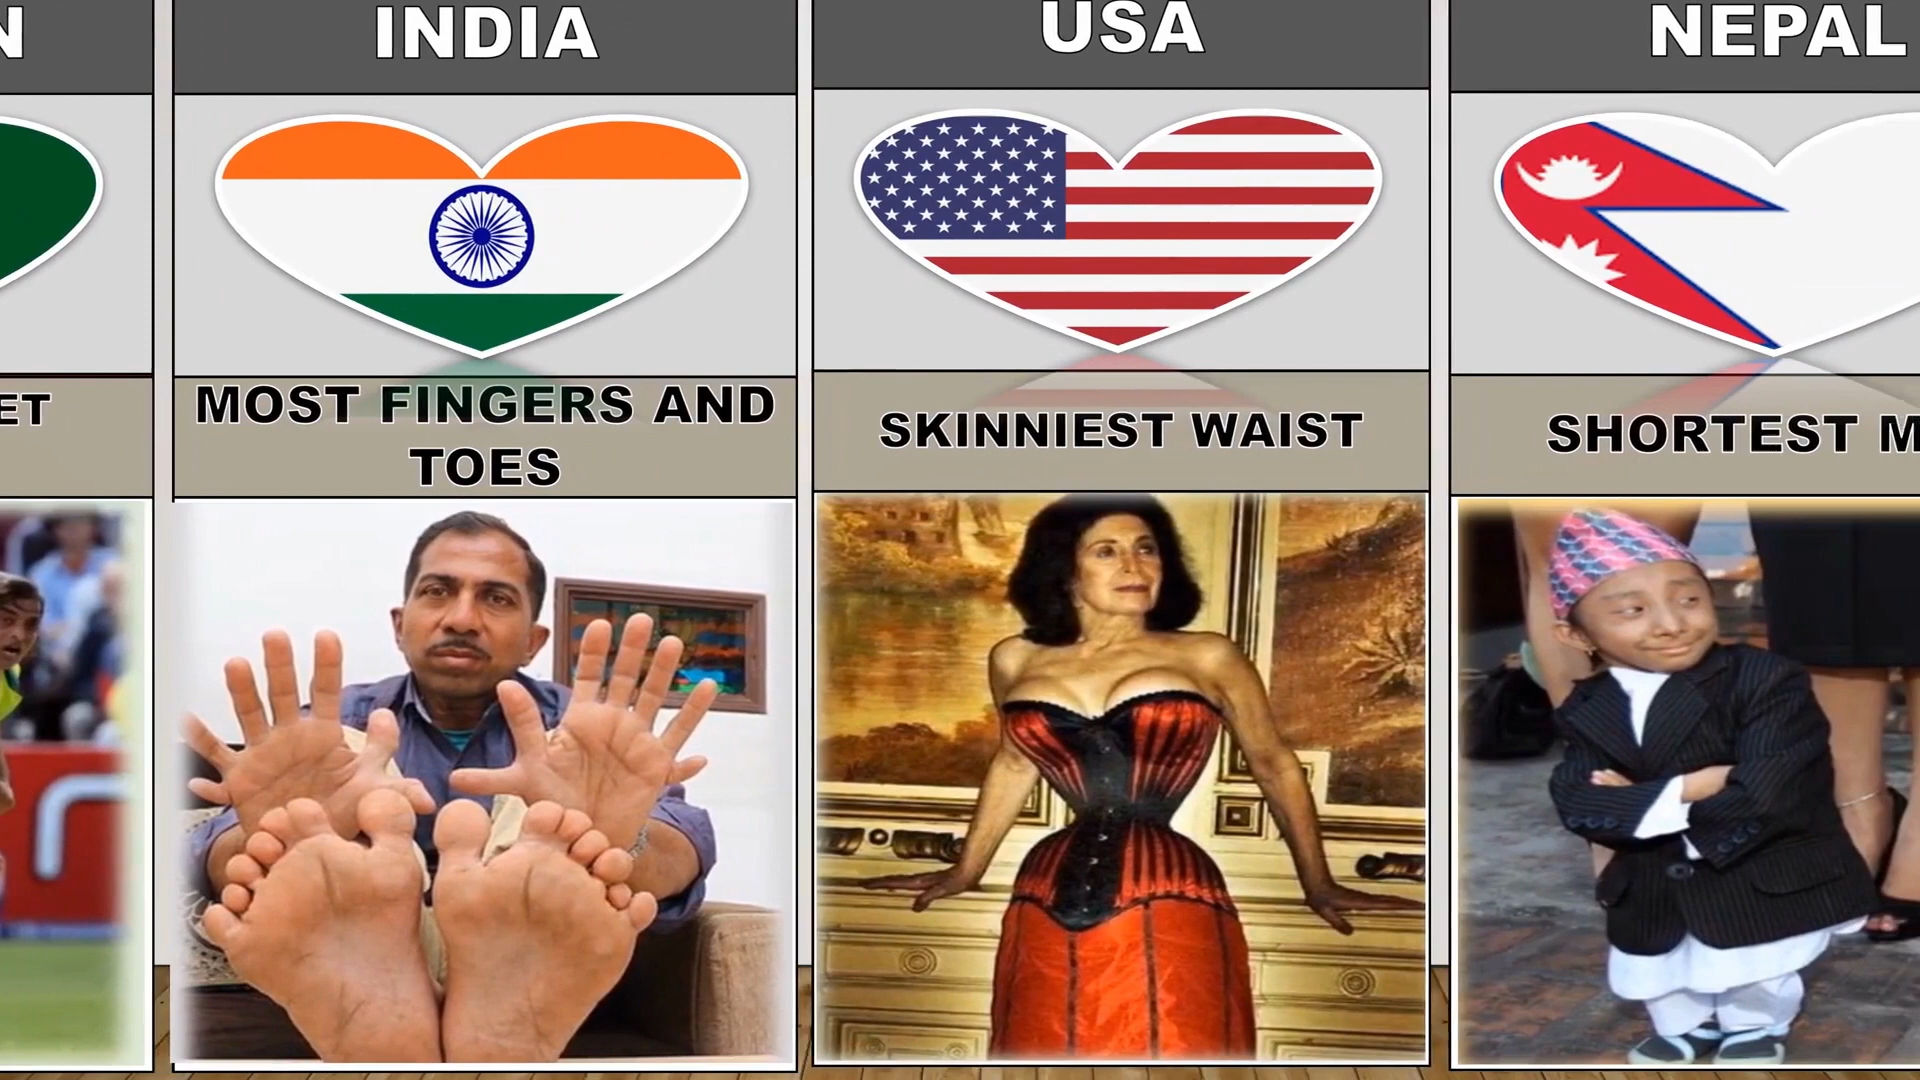 N
INDIA
USA
NEPAL
ET
MOST FINGERS AND
TOES
SKINNIEST WAIST
SHORTEST M